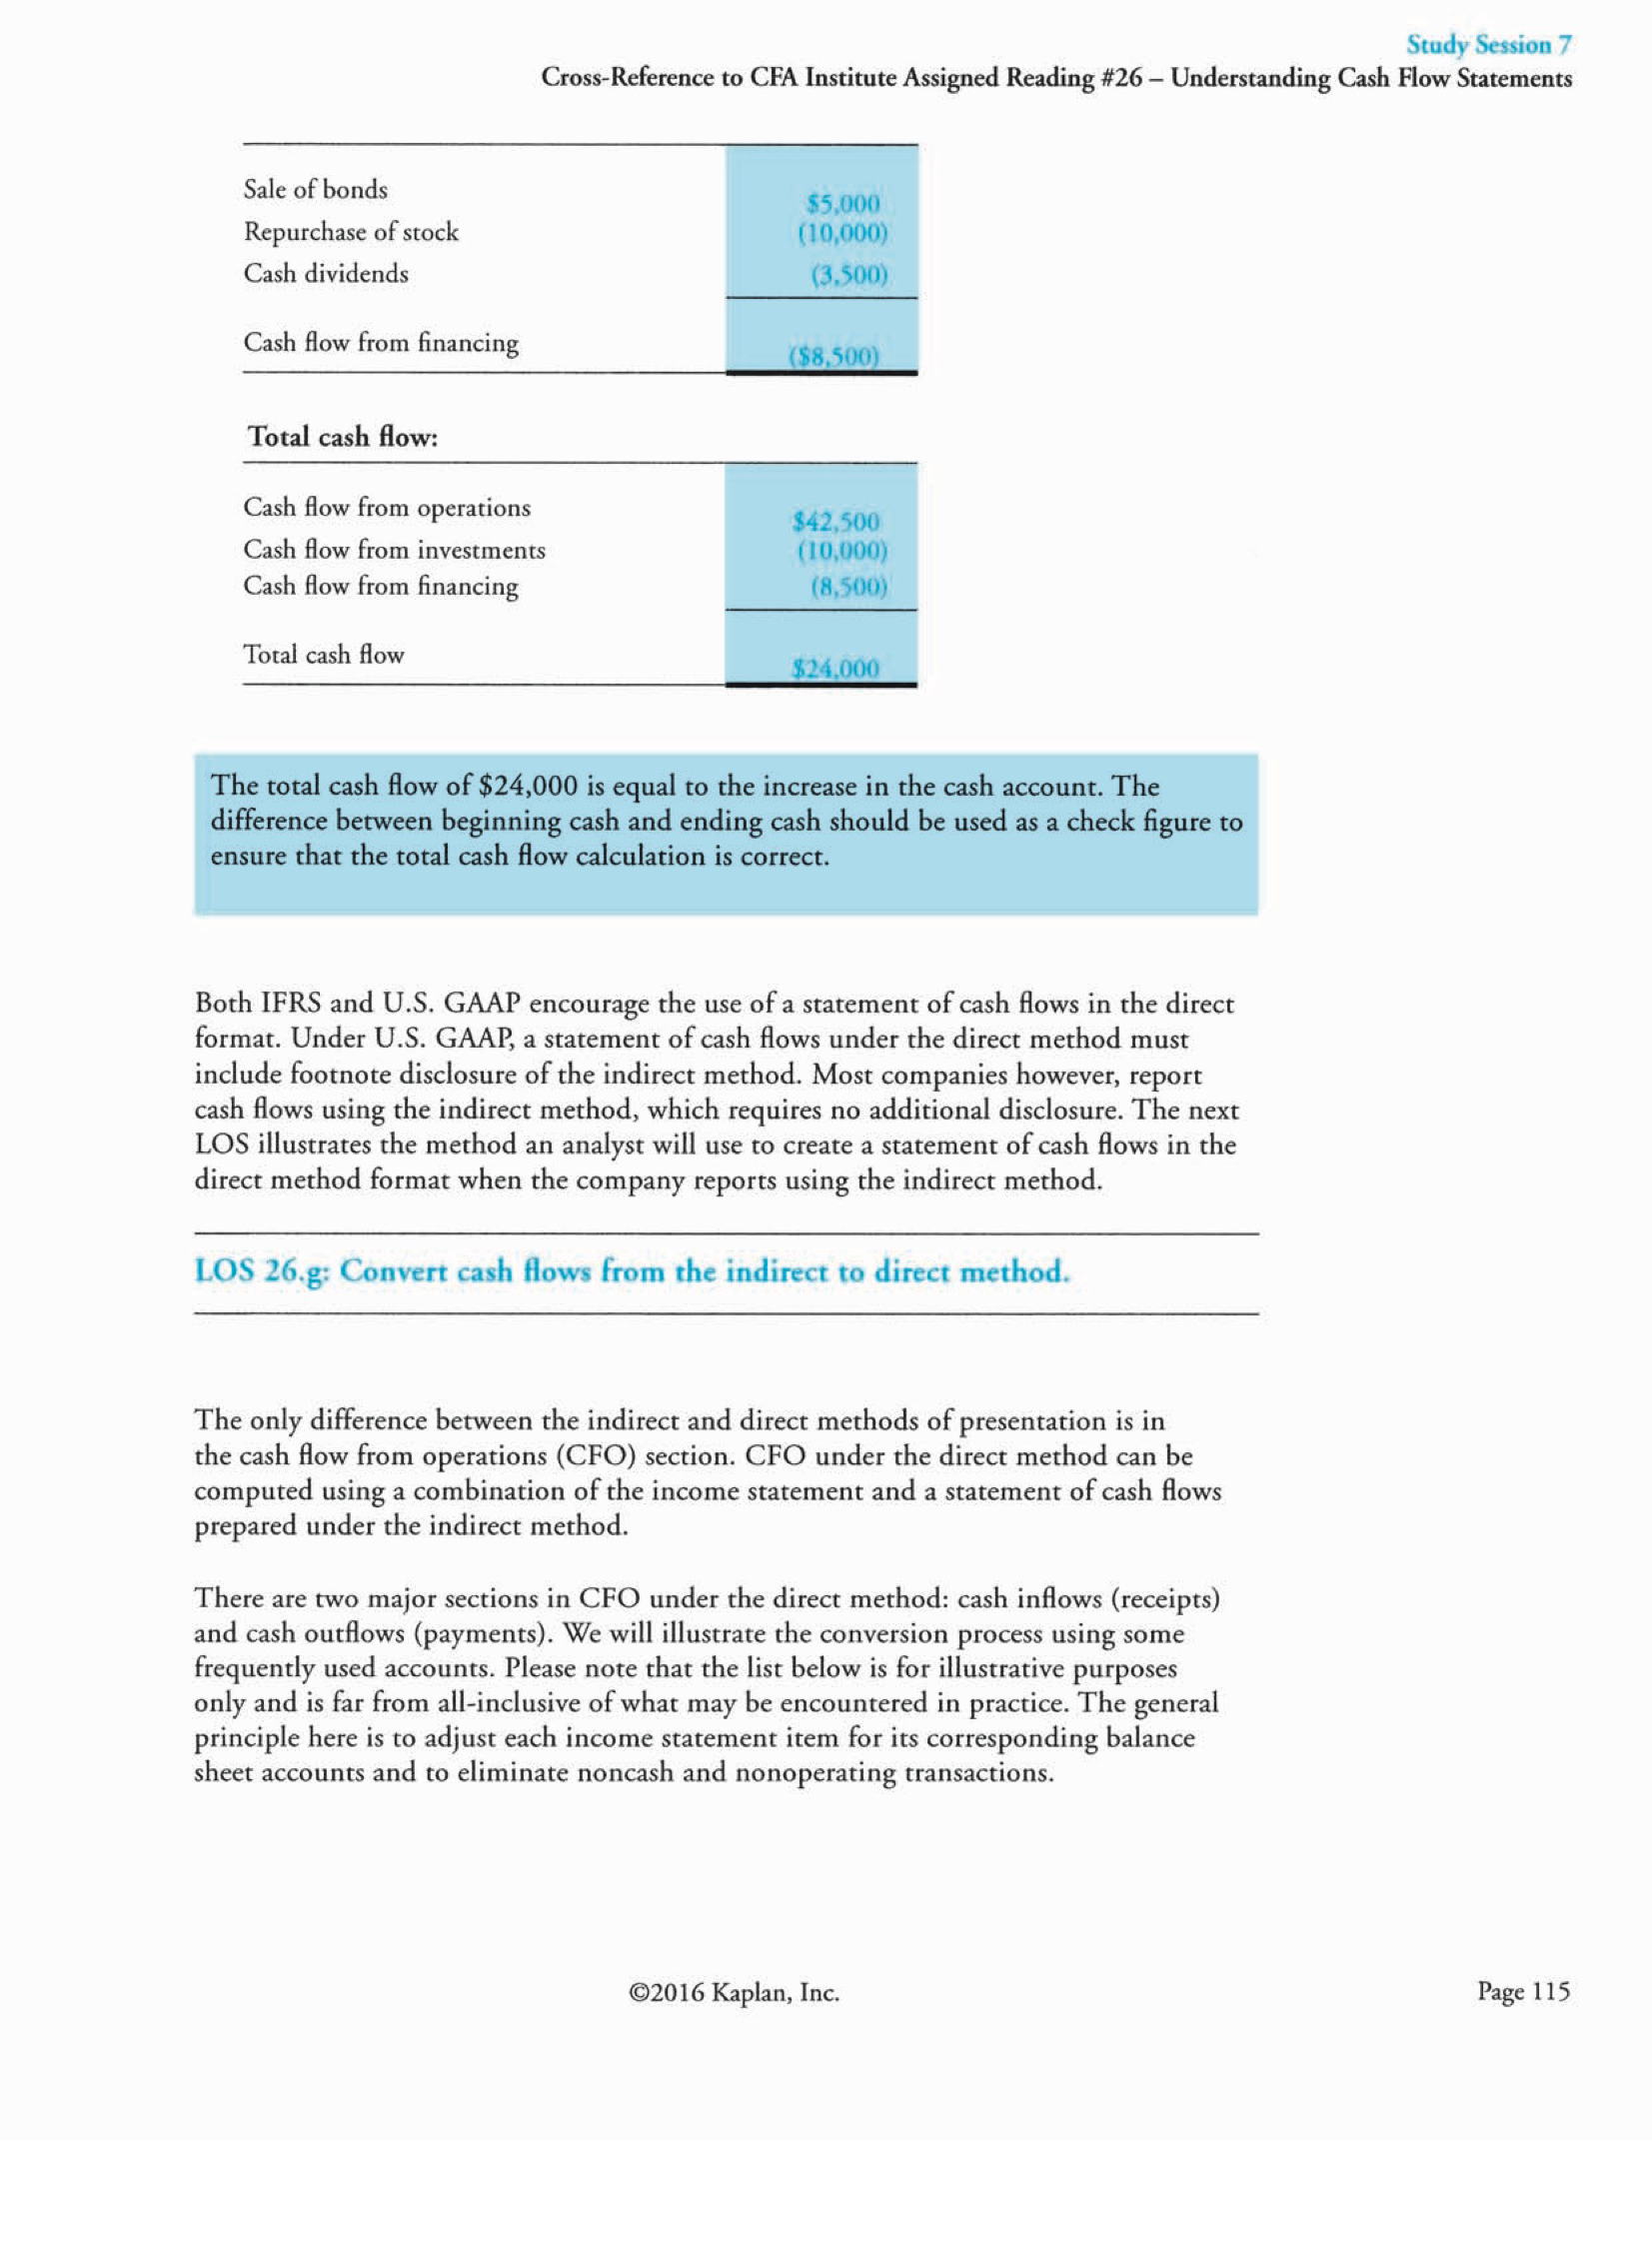 Study Session 7
Cross-Reference to CFA Institute Assigned Reading #26 – Understanding Cash Flow Statements
Sale of bonds $5,000
Repurchase of stock (10,000)
Cash dividends (3,500)
Cash flow from financing ($8,500)
Total cash flow:
Cash flow from operations $42,500
Cash flow from investments (10,000)
Cash flow from financing (8,500)
Total cash flow $24,000
The total cash flow of $24,000 is equal to the increase in the cash account. The
difference between beginning cash and ending cash should be used as a check figure to
ensure that the total cash flow calculation is correct.
Both IFRS and U.S. GAAP encourage the use of a statement of cash flows in the direct
format. Under U.S. GAAP, a statement of cash flows under the direct method must
include footnote disclosure of the indirect method. Most companies however, report
cash flows using the indirect method, which requires no additional disclosure. The next
LOS illustrates the method an analyst will use to create a statement of cash flows in the
direct method format when the company reports using the indirect method.
LOS 26.g: Convert cash flows from the indirect to direct method.
The only difference between the indirect and direct methods of presentation is in
the cash flow from operations (CFO) section. CFO under the direct method can be
computed using a combination of the income statement and a statement of cash flows
prepared under the indirect method.
There are two major sections in CFO under the direct method: cash inflows (receipts)
and cash outflows (payments). We will illustrate the conversion process using some
frequently used accounts. Please note that the list below is for illustrative purposes
only and is far from all-inclusive of what may be encountered in practice. The general
principle here is to adjust each income statement item for its corresponding balance
sheet accounts and to eliminate noncash and nonoperating transactions.
©2016 Kaplan, Inc.
Page 115